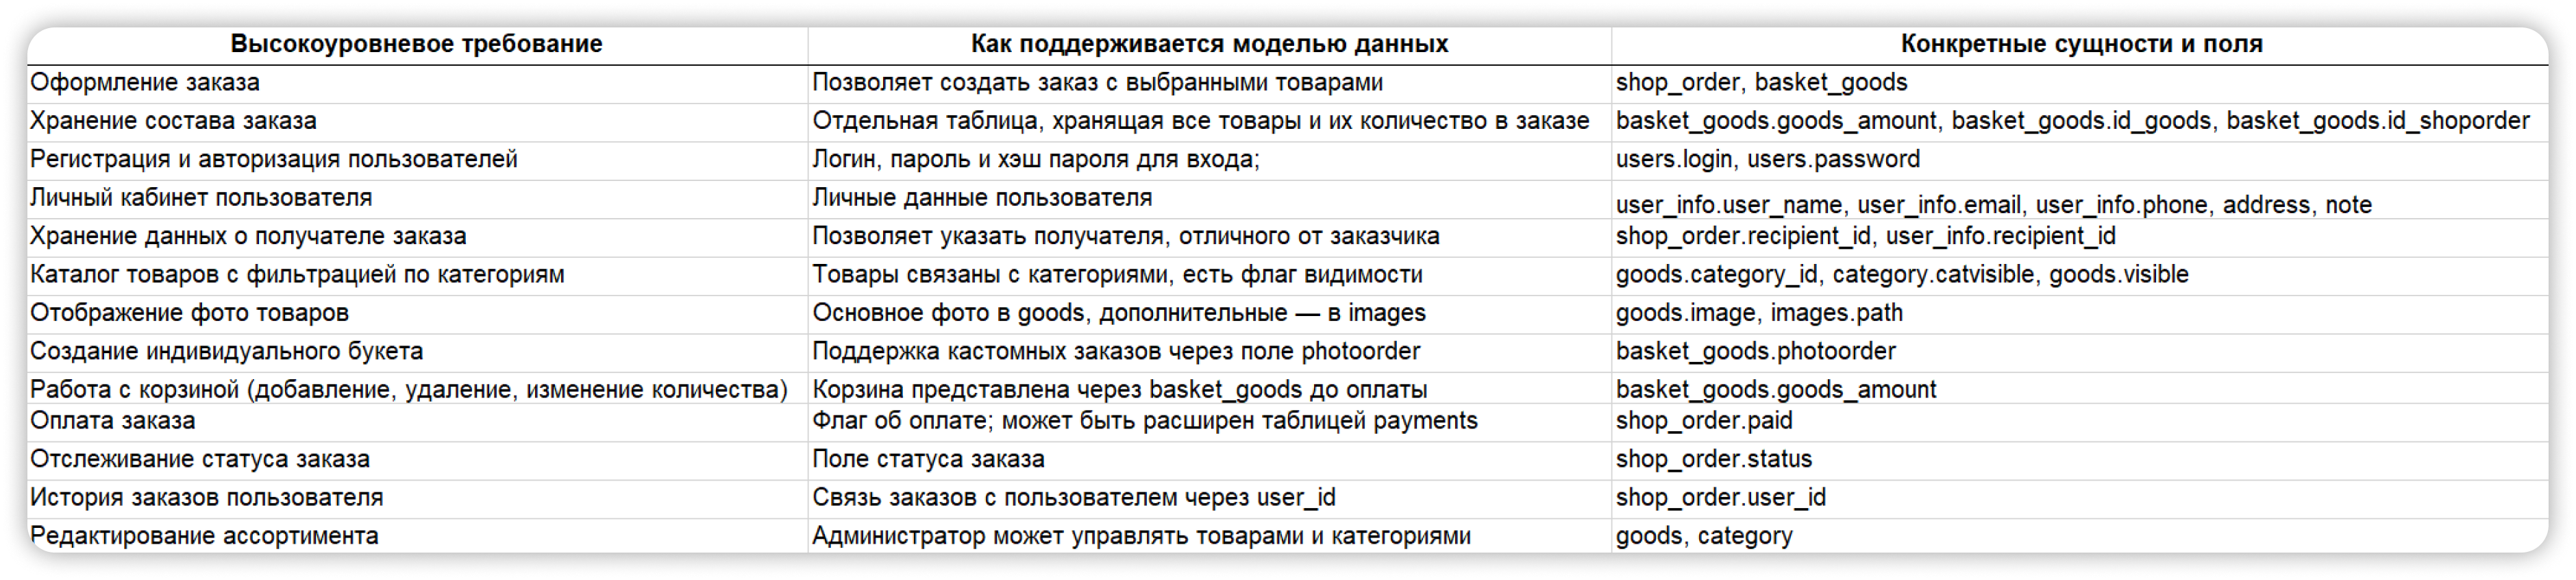 Высокоуровневое требование Как поддерживается моделью данных Конкретные сущности и поля
Оформление заказа Позволяет создать заказ с выбранными товарами shop_order, basket_goods
Хранение состава заказа Отдельная таблица, хранящая все товары и их количество в заказе basket_goods.goods_amount, basket_goods.id_goods, basket_goods.id_shoporder
Регистрация и авторизация пользователей Логин, пароль и хэш пароля для входа; users.login, users.password
Личный кабинет пользователя Личные данные пользователя user_info.user_name, user_info.email, user_info.phone, address, note
Хранение данных о получателе заказа Позволяет указать получателя, отличного от заказчика shop_order.recipient_id, user_info.recipient_id
Каталог товаров с фильтрацией по категориям Товары связаны с категориями, есть флаг видимости goods.category_id, category.catvisible, goods.visible
Отображение фото товаров Основное фото в goods, дополнительные — в images goods.image, images.path
Создание индивидуального букета Поддержка кастомных заказов через поле photoorder basket_goods.photoorder
Работа с корзиной (добавление, удаление, изменение количества) Корзина представлена через basket_goods до оплаты basket_goods.goods_amount
Оплата заказа Флаг об оплате; может быть расширен таблицей payments shop_order.paid
Отслеживание статуса заказа Поле статуса заказа shop_order.status
История заказов пользователя Связь заказов с пользователем через user_id shop_order.user_id
Редактирование ассортимента Администратор может управлять товарами и категориями goods, category